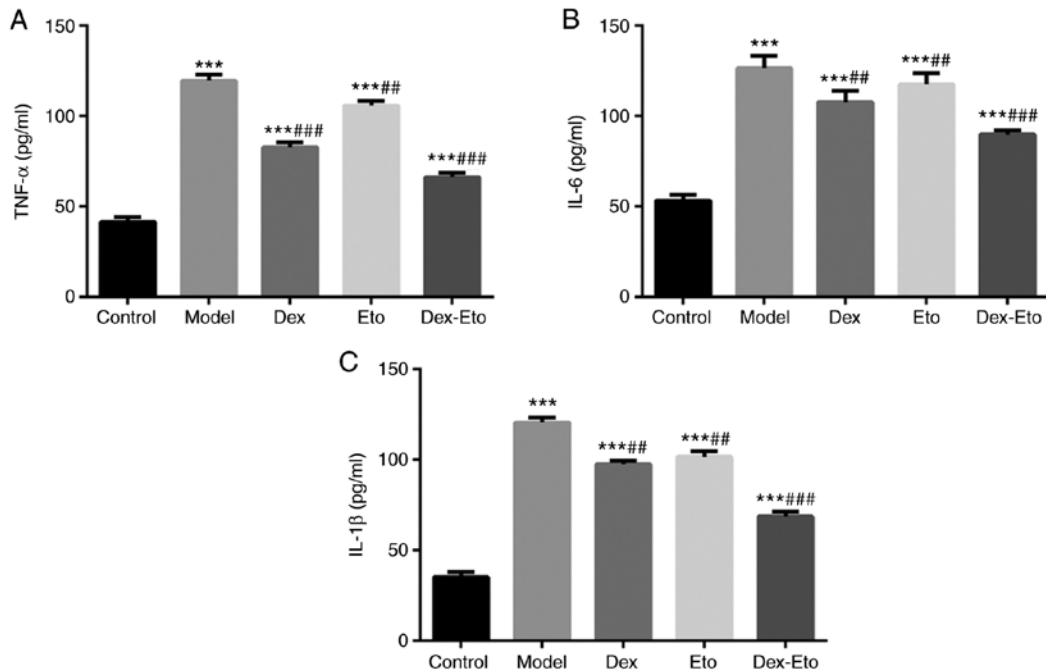 A
TNF-α (pg/ml)
150
100
50
0
***
***###
***##
***###
Control Model Dex Eto Dex-Eto
B
IL-6 (pg/ml)
150
100
50
0
***
***##
***##
***###
Control Model Dex Eto Dex-Eto
C
IL-1β (pg/ml)
150
100
50
0
***
***##
***##
***###
Control Model Dex Eto Dex-Eto